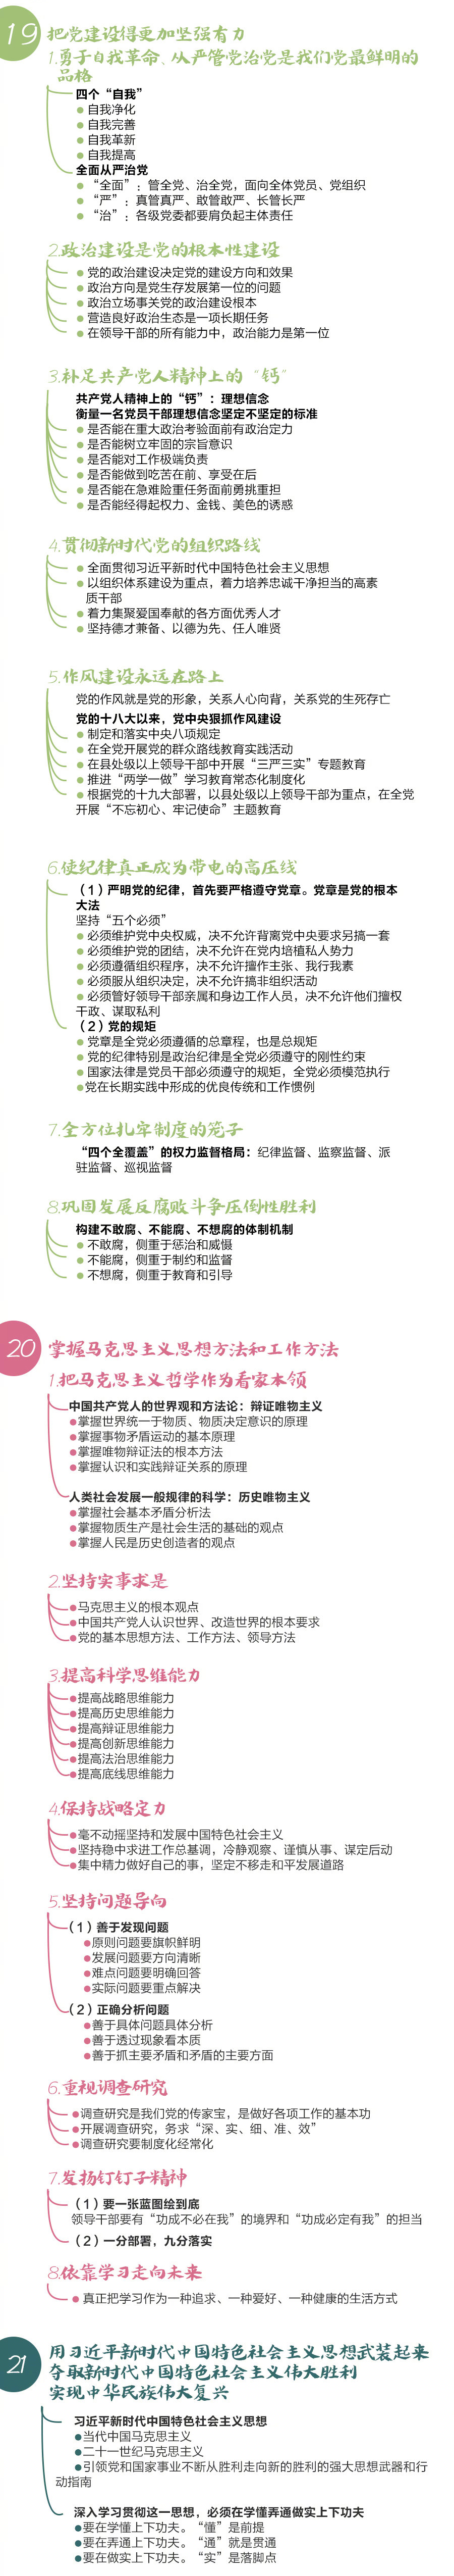 19 把党建设得更加坚强有力
1.勇于自我革命、从严管党治党是我们党最鲜明的
品格
四个“自我”
自我净化
自我完善
自我革新
自我提高
全面从严治党
“全面”：管全党、治全党，面向全体党员、党组织
“严”：真管真严、敢管敢严、长管长严
“治”：各级党委都要肩负起主体责任
2.政治建设是党的根本性建设
党的政治建设决定党的建设方向和效果
政治方向是党生存发展第一位的问题
政治立场事关党的政治建设根本
营造良好政治生态是一项长期任务
在领导干部的所有能力中，政治能力是第一位
3.补足共产党人精神上的“钙”
共产党人精神上的“钙”：理想信念
衡量一名党员干部理想信念坚定不坚定的标准
是否能在重大政治考验面前有政治定力
是否能树立牢固的宗旨意识
是否能对工作极端负责
是否能做到吃苦在前、享受在后
是否能在急难险重任务面前勇挑重担
是否能经得起权力、金钱、美色的诱惑
4.贯彻新时代党的组织路线
全面贯彻习近平新时代中国特色社会主义思想
以组织体系建设为重点，着力培养忠诚干净担当的高素
质干部
着力集聚爱国奉献的各方面优秀人才
坚持德才兼备、以德为先、任人唯贤
5.作风建设永远在路上
党的作风就是党的形象，关系人心向背，关系党的生死存亡
党的十八大以来，党中央狠抓作风建设
制定和落实中央八项规定
在全党开展党的群众路线教育实践活动
在县处级以上领导干部中开展“三严三实”专题教育
推进“两学一做”学习教育常态化制度化
根据党的十九大部署，以县处级以上领导干部为重点，在全党
开展“不忘初心、牢记使命”主题教育
6.使纪律真正成为带电的高压线
（1）严明党的纪律，首先要严格遵守党章。党章是党的根本
大法
坚持“五个必须”
必须维护党中央权威，决不允许背离党中央要求另搞一套
必须维护党的团结，决不允许在党内培植私人势力
必须遵循组织程序，决不允许擅作主张、我行我素
必须服从组织决定，决不允许搞非组织活动
必须管好领导干部亲属和身边工作人员，决不允许他们擅权
干政、谋取私利
（2）党的规矩
党章是全党必须遵循的总章程，也是总规矩
党的纪律特别是政治纪律是全党必须遵守的刚性约束
国家法律是党员干部必须遵守的规矩，全党必须模范执行
党在长期实践中形成的优良传统和工作惯例
7.全方位扎牢制度的笼子
“四个全覆盖”的权力监督格局：纪律监督、监察监督、派
驻监督、巡视监督
8.巩固发展反腐败斗争压倒性胜利
构建不敢腐、不能腐、不想腐的体制机制
不敢腐，侧重于惩治和威慑
不能腐，侧重于制约和监督
不想腐，侧重于教育和引导
20 掌握马克思主义思想方法和工作方法
1.把马克思主义哲学作为看家本领
中国共产党人的世界观和方法论：辩证唯物主义
掌握世界统一于物质、物质决定意识的原理
掌握事物矛盾运动的基本原理
掌握唯物辩证法的根本方法
掌握认识和实践辩证关系的原理
人类社会发展一般规律的科学：历史唯物主义
掌握社会基本矛盾分析法
掌握物质生产是社会生活的基础的观点
掌握人民是历史创造者的观点
2.坚持实事求是
马克思主义的根本观点
中国共产党人认识世界、改造世界的根本要求
党的基本思想方法、工作方法、领导方法
3.提高科学思维能力
提高战略思维能力
提高历史思维能力
提高辩证思维能力
提高创新思维能力
提高法治思维能力
提高底线思维能力
4.保持战略定力
毫不动摇坚持和发展中国特色社会主义
坚持稳中求进工作总基调，冷静观察、谨慎从事、谋定后动
集中精力做好自己的事，坚定不移走和平发展道路
5.坚持问题导向
（1）善于发现问题
原则问题要旗帜鲜明
发展问题要方向清晰
难点问题要明确回答
实际问题要重点解决
（2）正确分析问题
善于具体问题具体分析
善于透过现象看本质
善于抓主要矛盾和矛盾的主要方面
6.重视调查研究
调查研究是我们党的传家宝，是做好各项工作的基本功
开展调查研究，务求“深、实、细、准、效”
调查研究要制度化经常化
7.发扬钉钉子精神
（1）要一张蓝图绘到底
领导干部要有“功成不必在我”的境界和“功成必定有我”的担当
（2）一分部署，九分落实
8.依靠学习走向未来
真正把学习作为一种追求、一种爱好、一种健康的生活方式
21 用习近平新时代中国特色社会主义思想武装起来
夺取新时代中国特色社会主义伟大胜利
实现中华民族伟大复兴
习近平新时代中国特色社会主义思想
当代中国马克思主义
二十一世纪马克思主义
引领党和国家事业不断从胜利走向新的胜利的强大思想武器和行
动指南
深入学习贯彻这一思想，必须在学懂弄通做实上下功夫
要在学懂上下功夫。“懂”是前提
要在弄通上下功夫。“通”就是贯通
要在做实上下功夫。“实”是落脚点